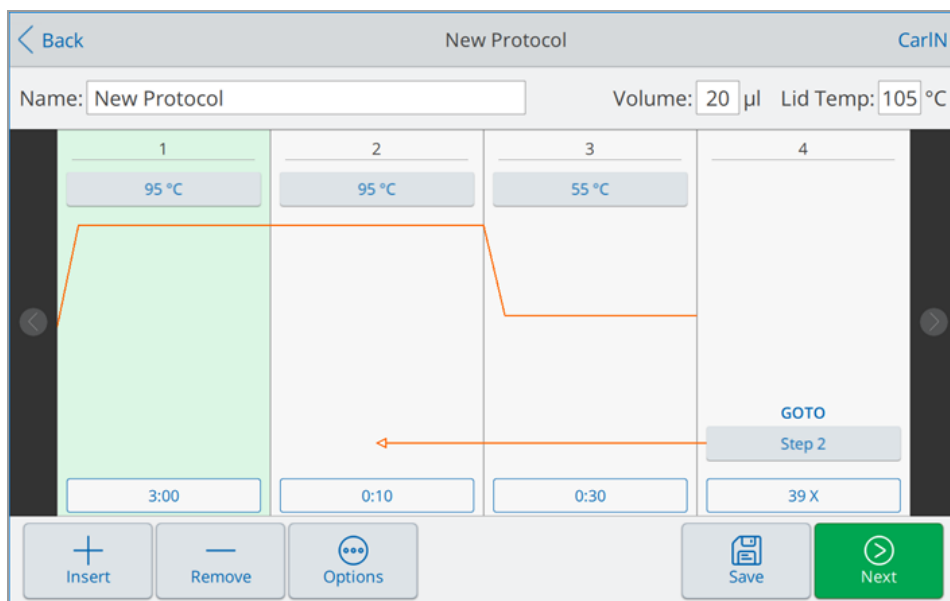 Back New Protocol CarlN
Name: New Protocol Volume: 20 µl Lid Temp: 105 °C
1 2 3 4
95 °C 95 °C 55 °C
GOTO
Step 2
3:00 0:10 0:30 39 X
Insert Remove Options Save Next